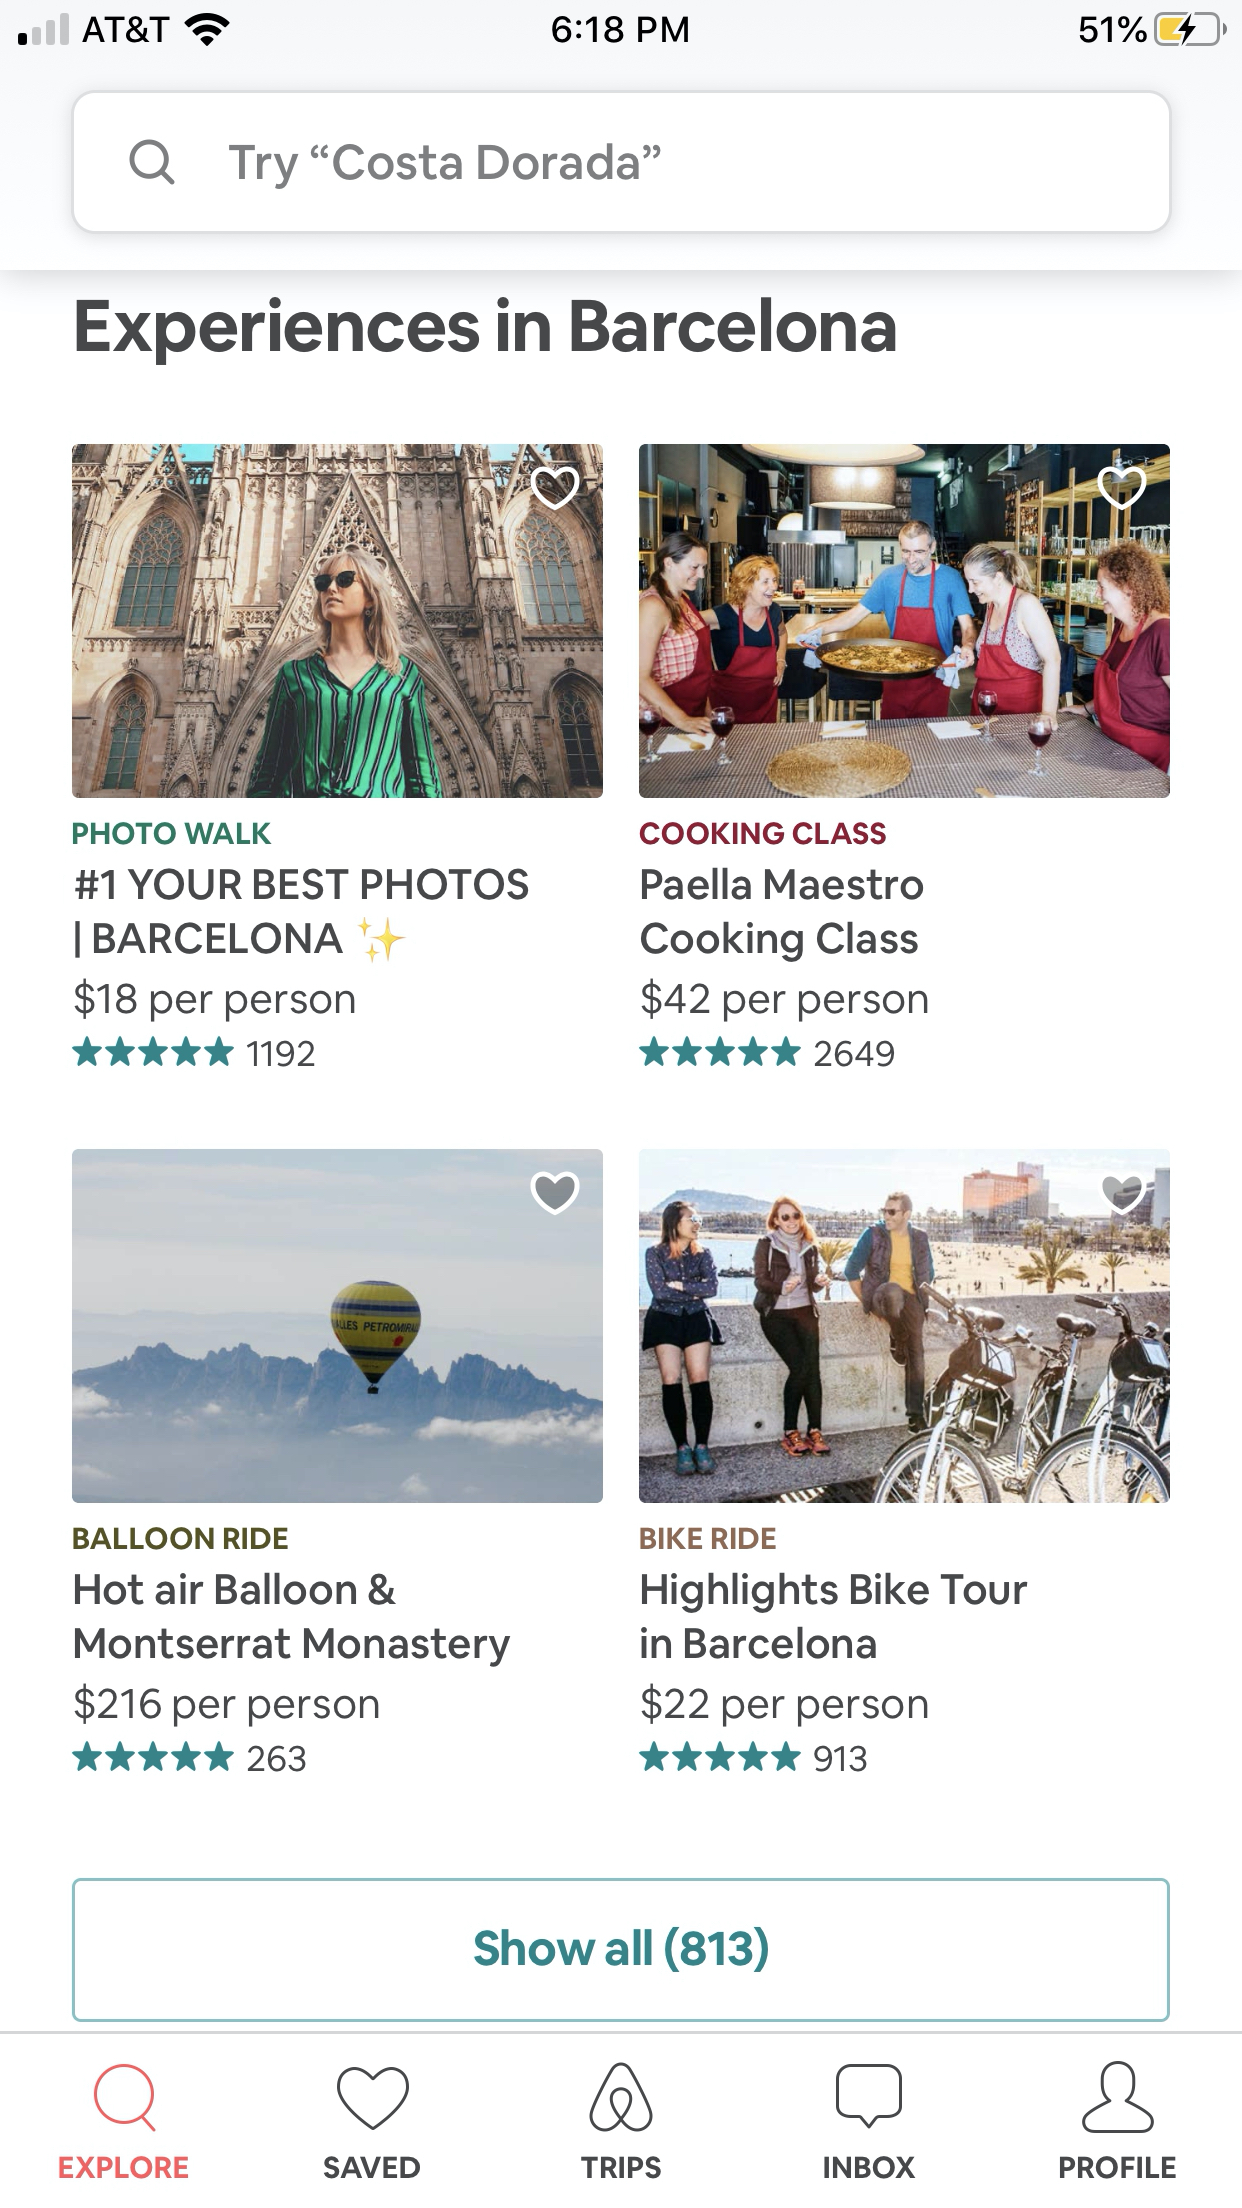 AT&T 6:18 PM 51%
Try “Costa Dorada”
Experiences in Barcelona
PHOTO WALK
#1 YOUR BEST PHOTOS
| BARCELONA ✨
$18 per person
★★★★★ 1192
COOKING CLASS
Paella Maestro
Cooking Class
$42 per person
★★★★★ 2649
PETROMIRALL
BALLOON RIDE
Hot air Balloon &
Montserrat Monastery
$216 per person
★★★★★ 263
BIKE RIDE
Highlights Bike Tour
in Barcelona
$22 per person
★★★★★ 913
Show all (813)
EXPLORE
SAVED
TRIPS
INBOX
PROFILE